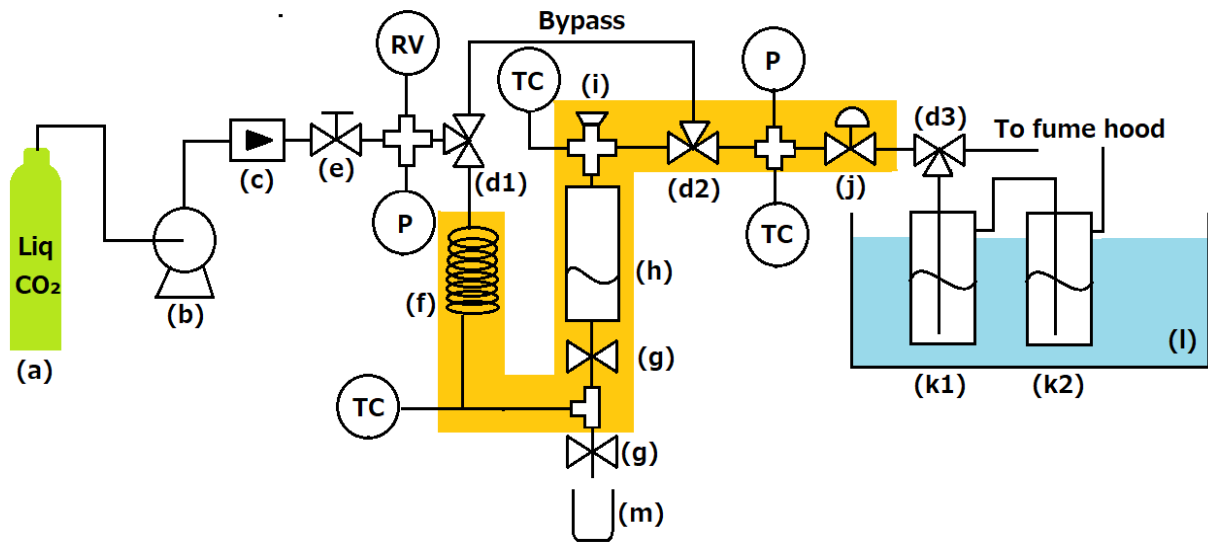 Bypass
RV
TC
(i)
P
(d3)
To fume hood
(c)
(e)
(d1)
(d2)
(j)
P
TC
Liq
CO₂
(b)
(f)
(h)
(a)
(g)
(l)
(k1)
(k2)
TC
(g)
(m)